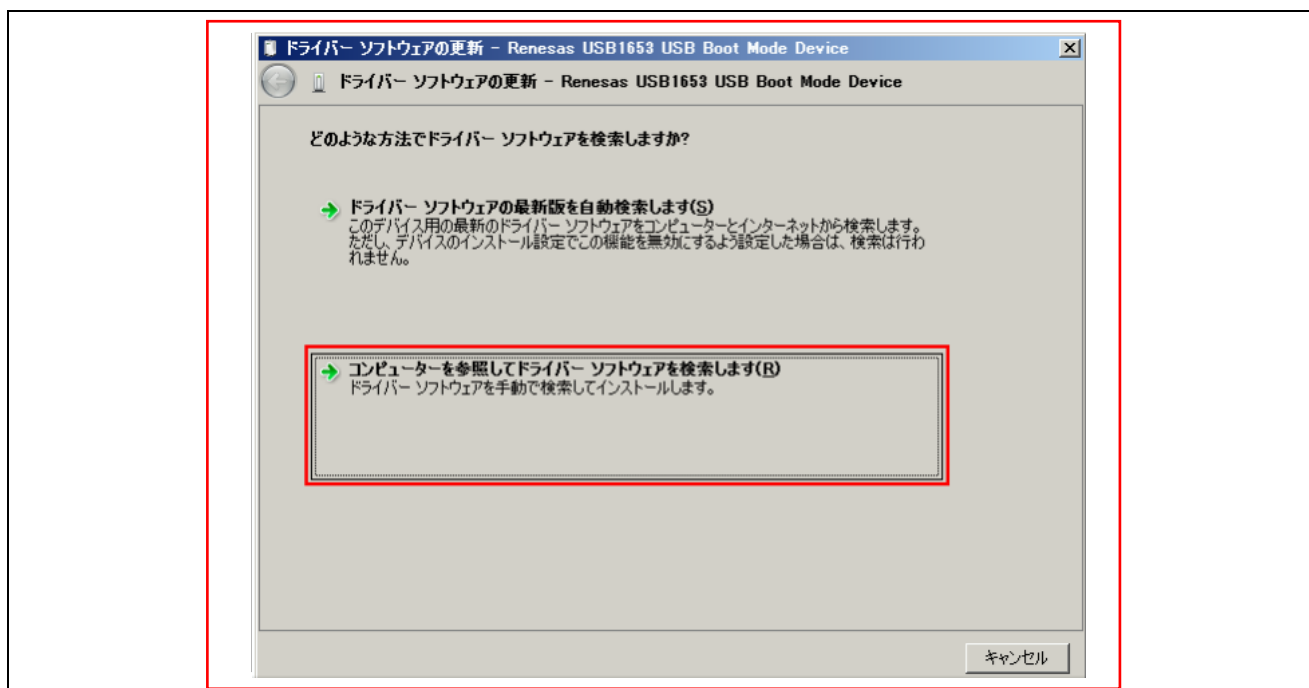 ドライバー ソフトウェアの更新 - Renesas USB1653 USB Boot Mode Device
ドライバー ソフトウェアの更新 - Renesas USB1653 USB Boot Mode Device
どのような方法でドライバー ソフトウェアを検索しますか?
ドライバー ソフトウェアの最新版を自動検索します(S)
このデバイス用の最新のドライバー ソフトウェアをコンピューターとインターネットから検索します。
ただし、デバイスのインストール設定でこの機能を無効にするよう設定した場合は、検索は行わ
れません。
コンピューターを参照してドライバー ソフトウェアを検索します(R)
ドライバー ソフトウェアを手動で検索してインストールします。
キャンセル